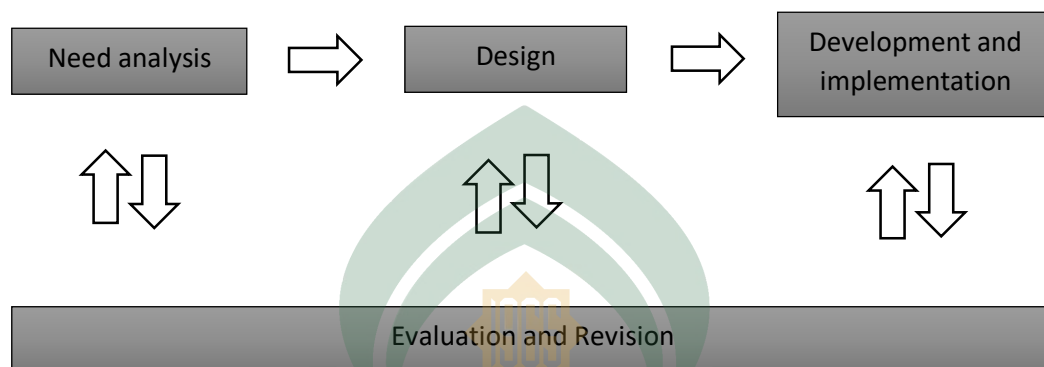 Need analysis
Design
Development and
implementation
Evaluation and Revision